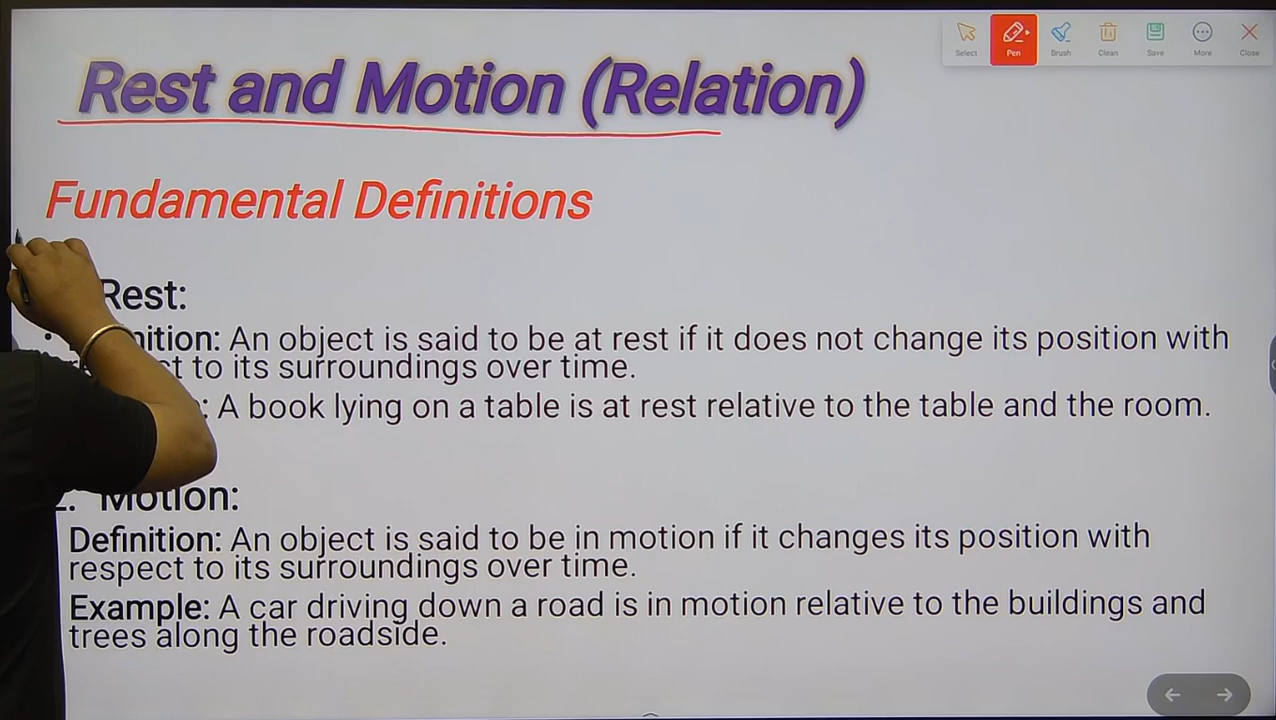 Select Pen Brush Clean Save More Close
Rest and Motion (Relation)
Fundamental Definitions
Rest:
An object is said to be at rest if it does not change its position with
to its surroundings over time.
: A book lying on a table is at rest relative to the table and the room.
2. Motion:
Definition: An object is said to be in motion if it changes its position with
respect to its surroundings over time.
Example: A car driving down a road is in motion relative to the buildings and
trees along the roadside.